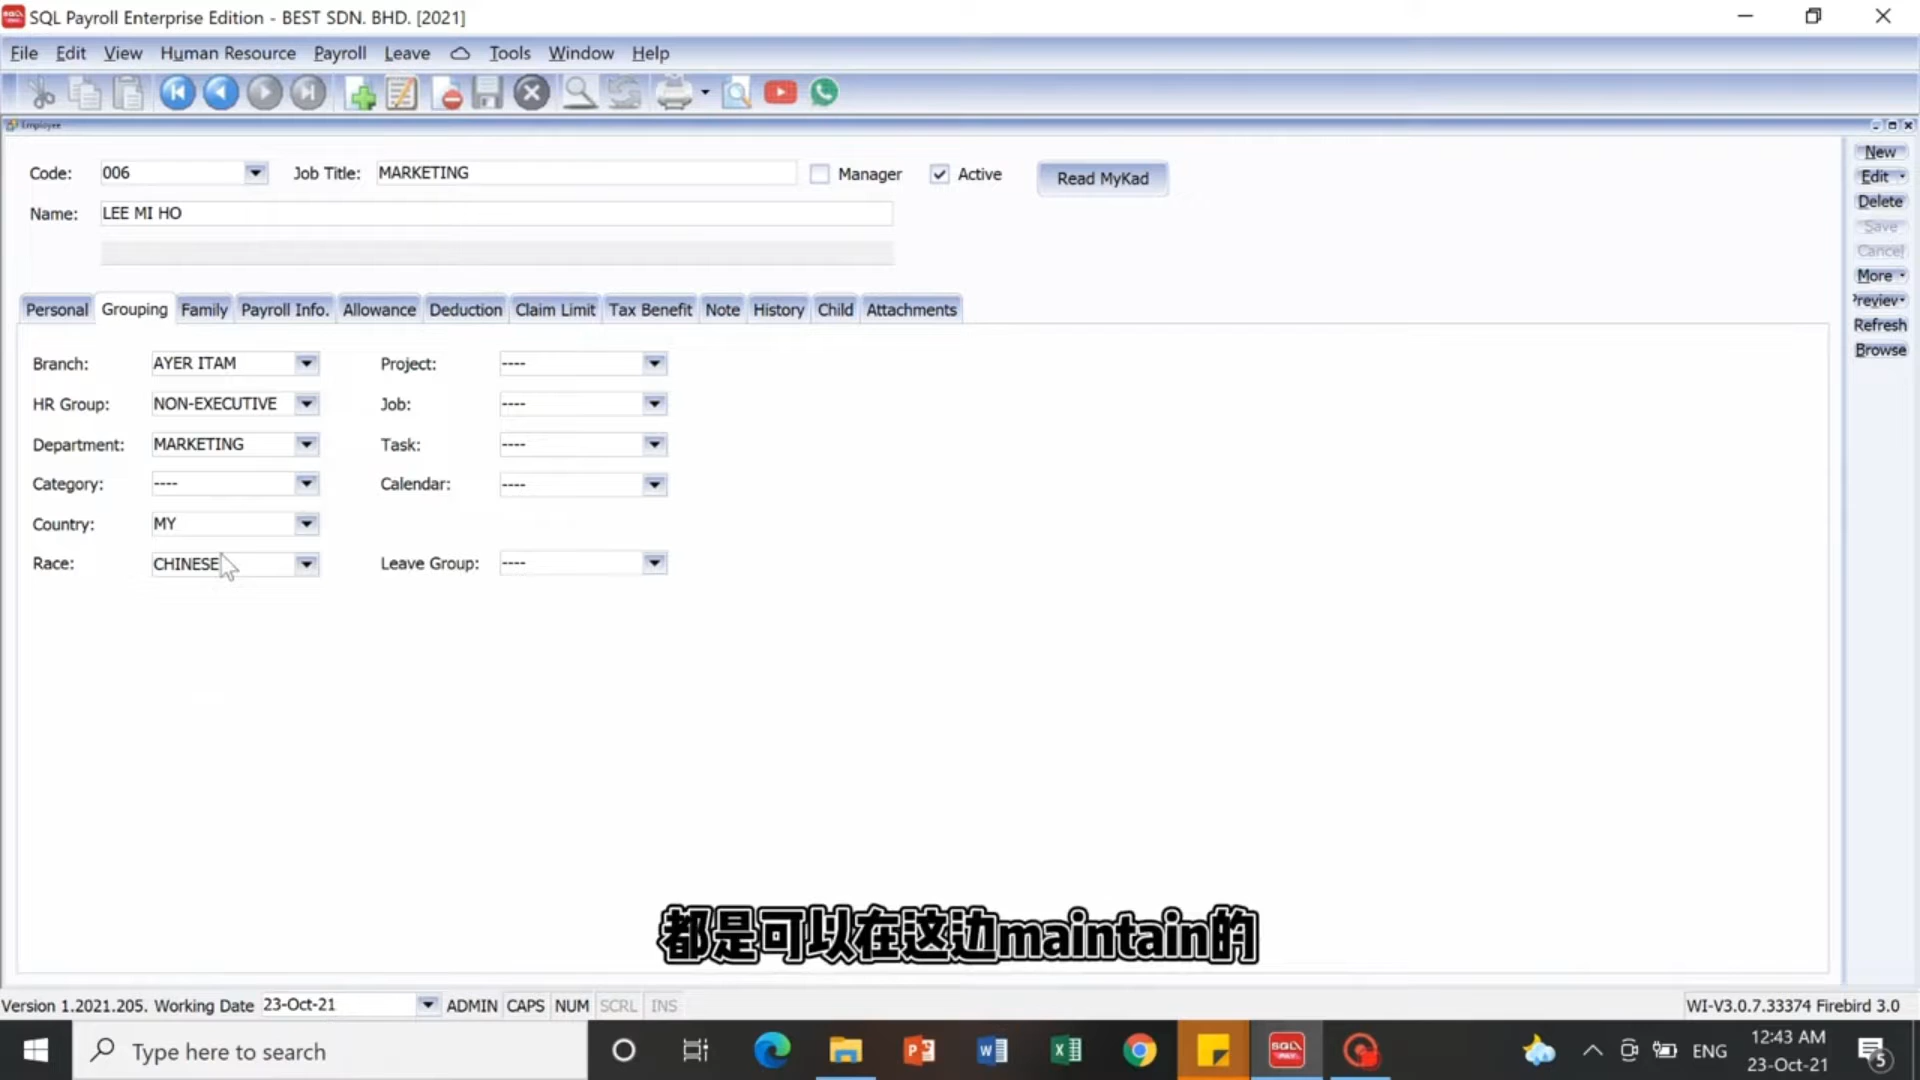 SQL Payroll Enterprise Edition - BEST SDN. BHD. [2021]
File Edit View Human Resource Payroll Leave Tools Window Help
Employee
Code: 006 Job Title: MARKETING Manager Active Read MyKad
Name: LEE MI HO
Personal Grouping Family Payroll Info. Allowance Deduction Claim Limit Tax Benefit Note History Child Attachments
Branch: AYER ITAM Project: ----
HR Group: NON-EXECUTIVE Job: ----
Department: MARKETING Task: ----
Category: ---- Calendar: ----
Country: MY
Race: CHINESE Leave Group: ----
New
Edit
Delete
Save
Cancel
More
Preview
Refresh
Browse
都是可以在这边maintain的
Version 1.2021.205. Working Date 23-Oct-21 ADMIN CAPS NUM SCRL INS WI-V3.0.7.33374 Firebird 3.0
Type here to search
ENG
12:43 AM
23-Oct-21
5